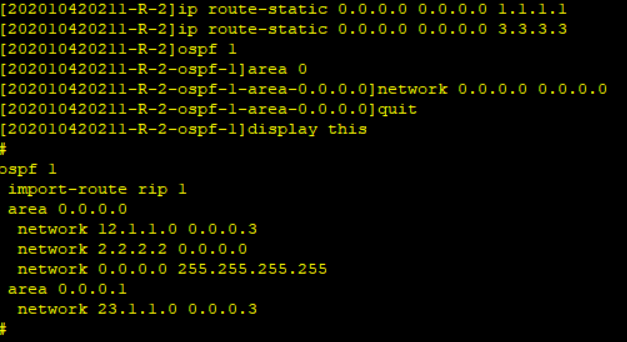 [202010420211-R-2]ip route-static 0.0.0.0 0.0.0.0 1.1.1.1
[202010420211-R-2]ip route-static 0.0.0.0 0.0.0.0 3.3.3.3
[202010420211-R-2]ospf 1
[202010420211-R-2-ospf-1]area 0
[202010420211-R-2-ospf-1-area-0.0.0.0]network 0.0.0.0 0.0.0.0
[202010420211-R-2-ospf-1-area-0.0.0.0]quit
[202010420211-R-2-ospf-1]display this
#
ospf 1
 import-route rip 1
 area 0.0.0.0
  network 12.1.1.0 0.0.0.3
  network 2.2.2.2 0.0.0.0
  network 0.0.0.0 255.255.255.255
 area 0.0.0.1
  network 23.1.1.0 0.0.0.3
#